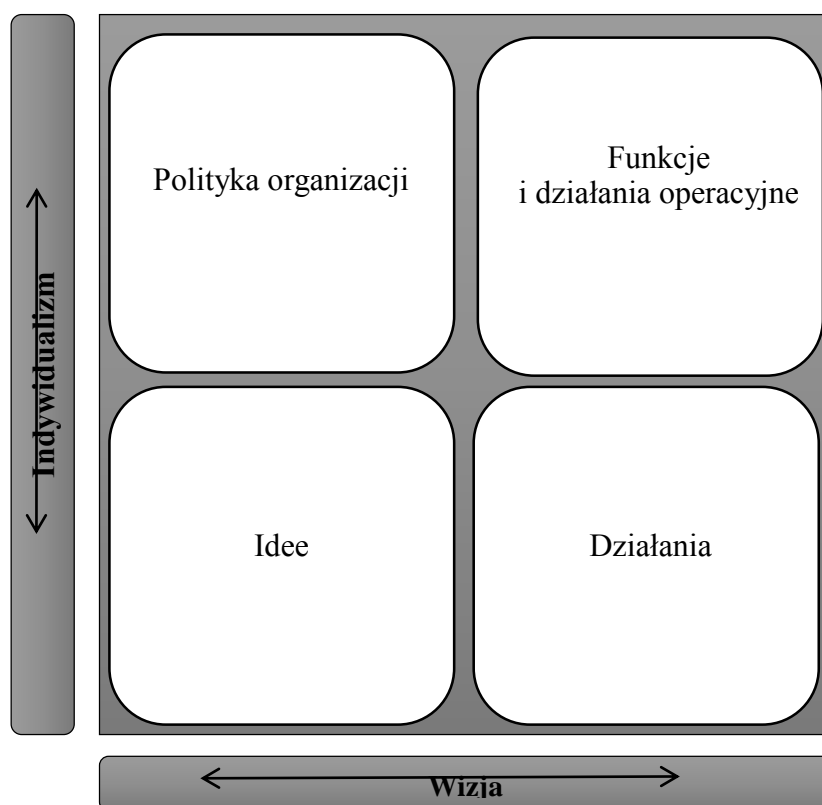 Polityka organizacji
Funkcje
i działania operacyjne
Indywidualizm
Idee
Działania
Wizja